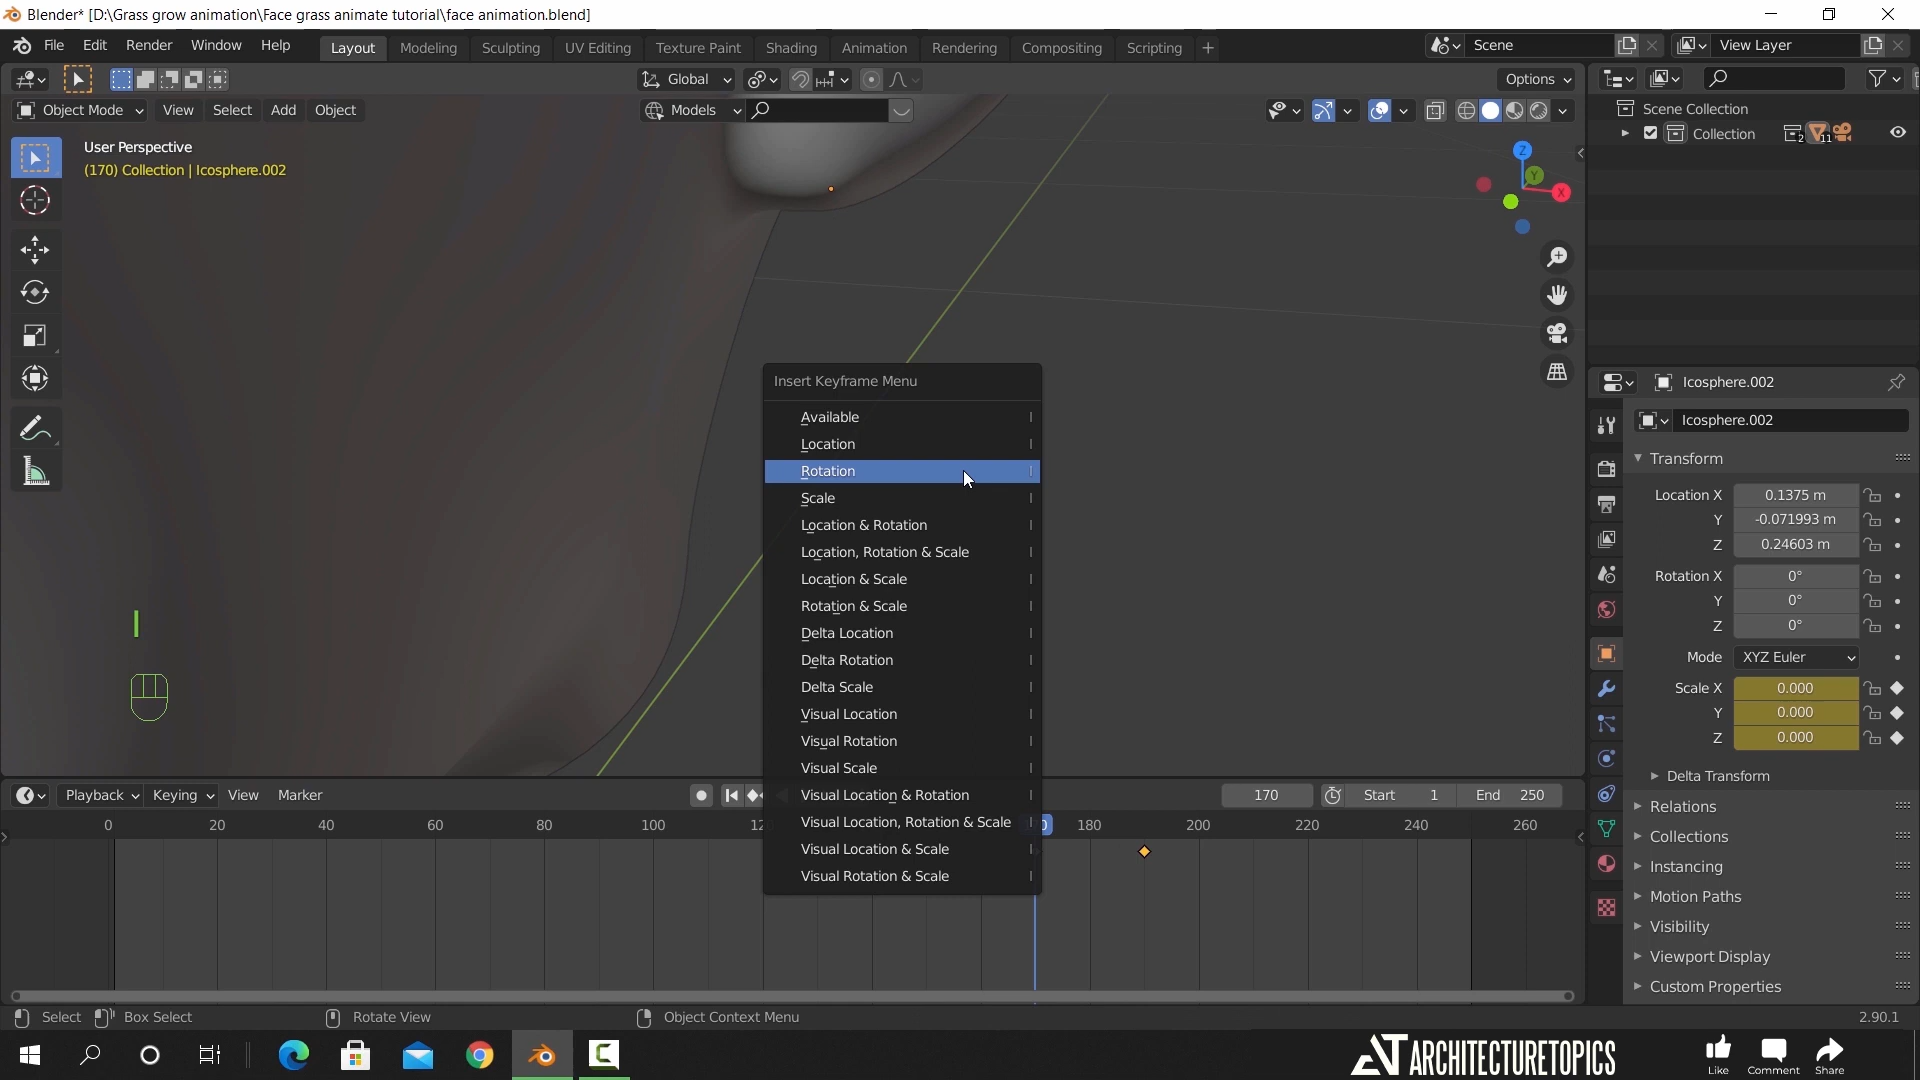 Blender* [D:\Grass grow animation\Face grass animate tutorial\face animation.blend]
File Edit Render Window Help Layout Modeling Sculpting UV Editing Texture Paint Shading Animation Rendering Compositing Scripting + Scene View Layer
Global Options
Object Mode View Select Add Object Models
User Perspective
(170) Collection | Icosphere.002
Z
Y
X
Scene Collection
Collection 2 11
Insert Keyframe Menu
Available I
Location I
Rotation I
Scale I
Location & Rotation I
Location, Rotation & Scale I
Location & Scale I
Rotation & Scale I
Delta Location I
Delta Rotation I
Delta Scale I
Visual Location I
Visual Rotation I
Visual Scale I
Visual Location & Rotation I
Visual Location, Rotation & Scale I
Visual Location & Scale I
Visual Rotation & Scale I
I
Icosphere.002
Icosphere.002
Transform
Location X 0.1375 m
Y -0.071993 m
Z 0.24603 m
Rotation X 0°
Y 0°
Z 0°
Mode XYZ Euler
Scale X 0.000
Y 0.000
Z 0.000
Delta Transform
Relations
Collections
Instancing
Motion Paths
Visibility
Viewport Display
Custom Properties
Playback Keying View Marker 170 Start 1 End 250
0 20 40 60 80 100 180 200 220 240 260
Select Box Select Rotate View Object Context Menu 2.90.1
ARCHITECTURETOPICS
Like Comment Share